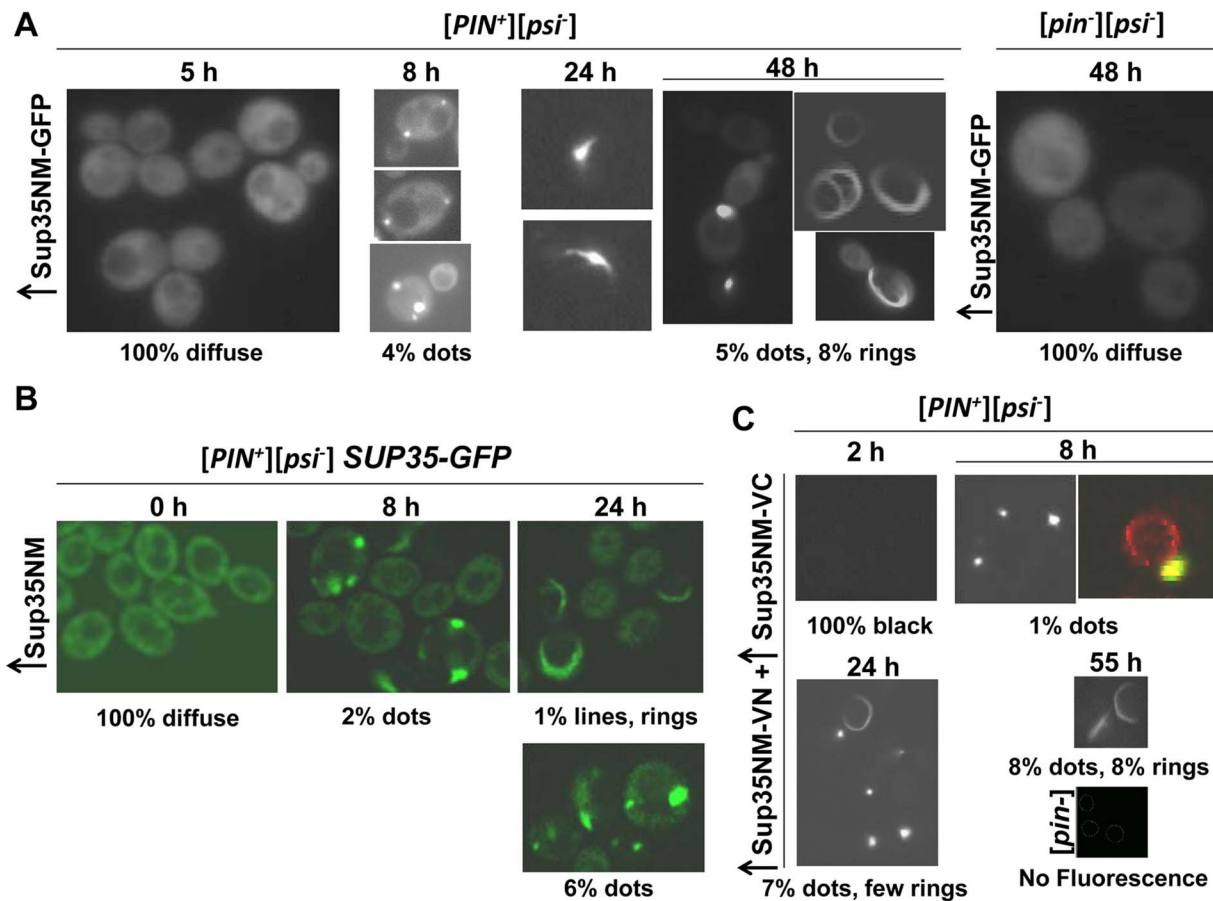 A
[PIN⁺][psi⁻]
[pin⁻][psi⁻]
5 h
8 h
24 h
48 h
48 h
↑Sup35NM-GFP
↑Sup35NM-GFP
100% diffuse
4% dots
5% dots, 8% rings
100% diffuse
B
[PIN⁺][psi⁻] SUP35-GFP
0 h
8 h
24 h
↑Sup35NM
100% diffuse
2% dots
1% lines, rings
6% dots
C
[PIN⁺][psi⁻]
2 h
8 h
↑Sup35NM-VN + ↑Sup35NM-VC
100% black
1% dots
24 h
55 h
7% dots, few rings
8% dots, 8% rings
[pin-]
No Fluorescence